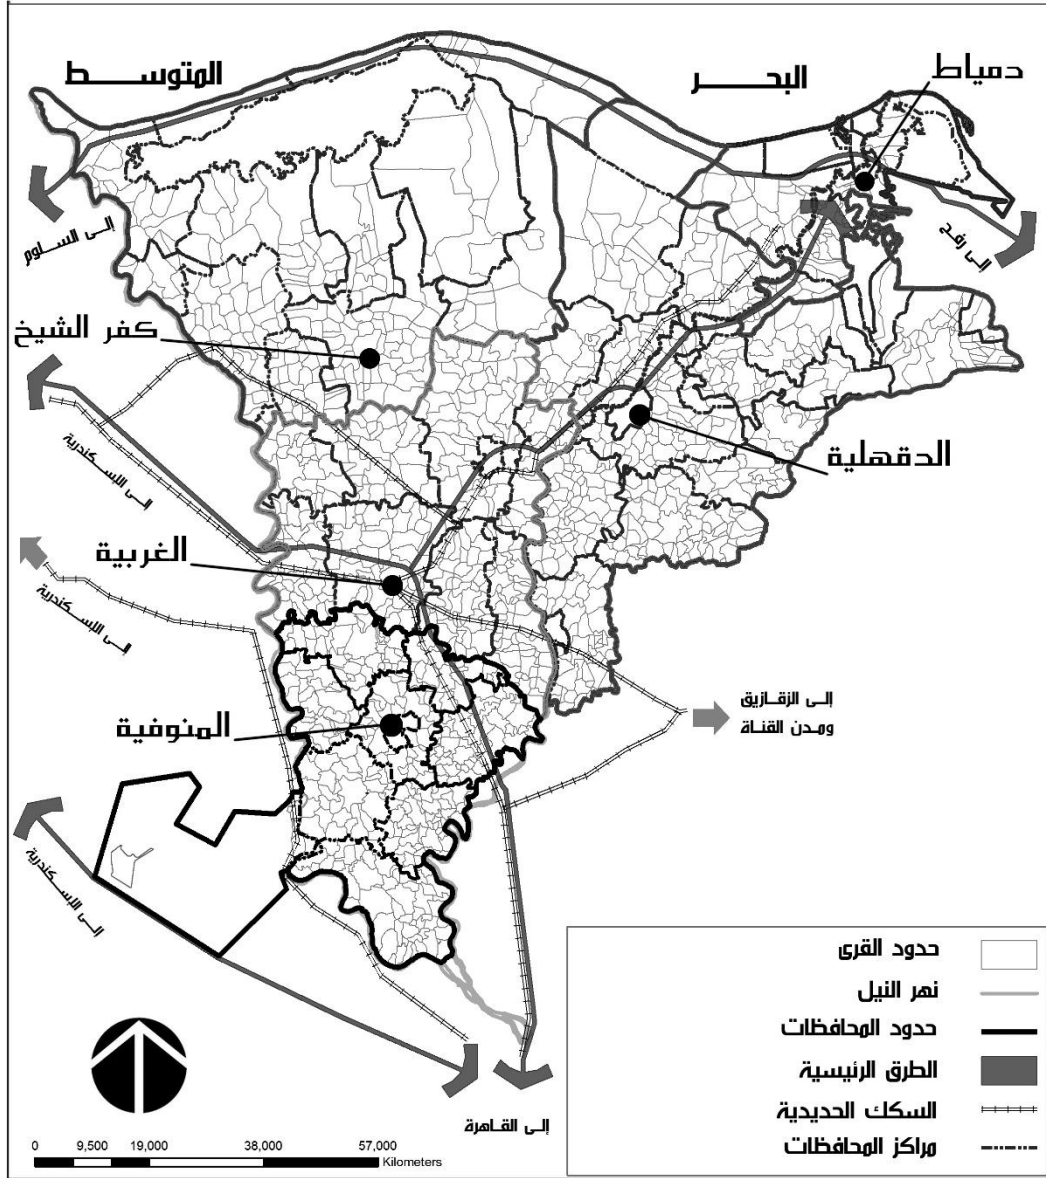 دمياط
البحـــر
المتوســـط
إلى السلوم
إلى رفح
كفر الشيخ
الدقهلية
إلى الإسكندرية
الغربية
إلى الإسكندرية
المنوفية
إلى الزقازيق
ومدن القناة
إلى الإسكندرية
إلى القاهرة
حدود القرى
نهر النيل
حدود المحافظات
الطرق الرئيسية
السكك الحديدية
مراكز المحافظات
0 9,500 19,000 38,000 57,000
Kilometers